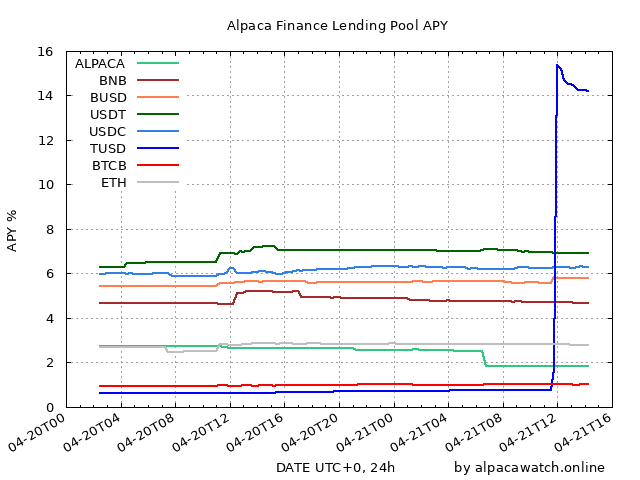 Alpaca Finance Lending Pool APY
16
14
12
10
8
6
4
2
0
APY %
ALPACA
BNB
BUSD
USDT
USDC
TUSD
BTCB
ETH
04-20T00
04-20T04
04-20T08
04-20T12
04-20T16
04-20T20
04-21T00
04-21T04
04-21T08
04-21T12
04-21T16
DATE UTC+0, 24h
by alpacawatch.online